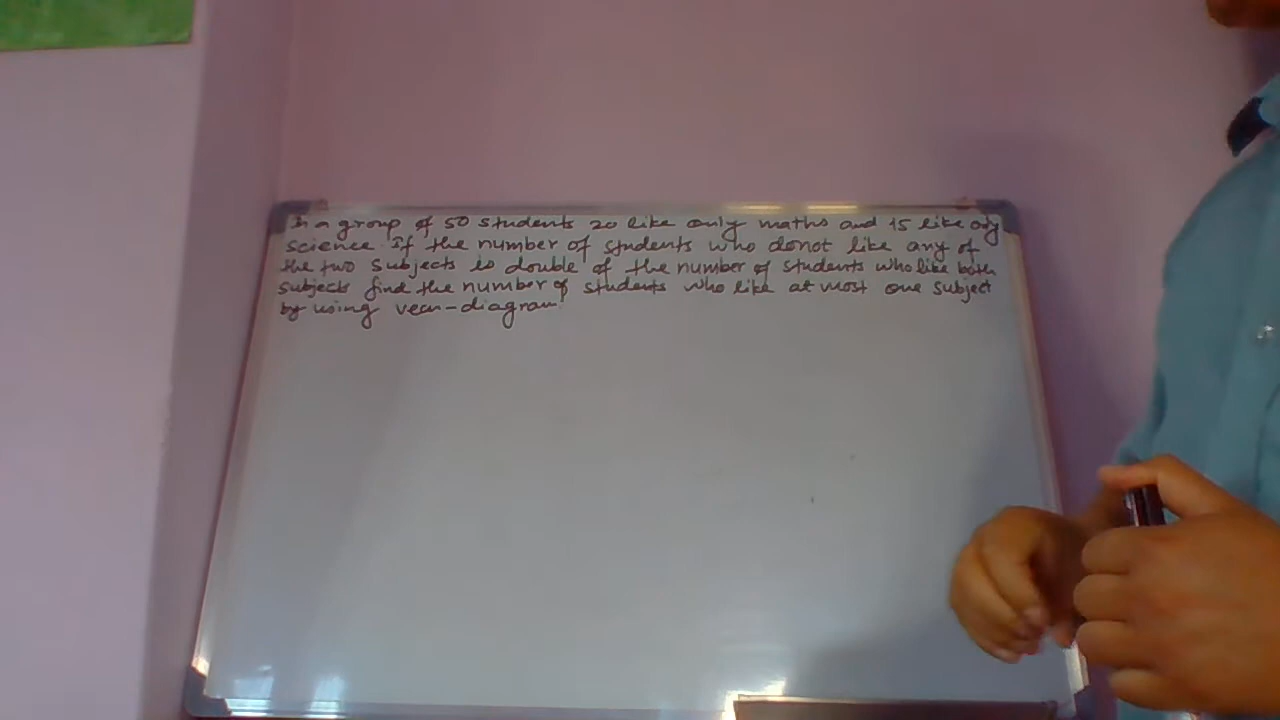 In a group of 50 students 20 like only maths and 15 like only
science If the number of students who donot like any of
the two subjects is double of the number of students who like both
subjects find the number of students who like at most one subject
by using venn-diagram